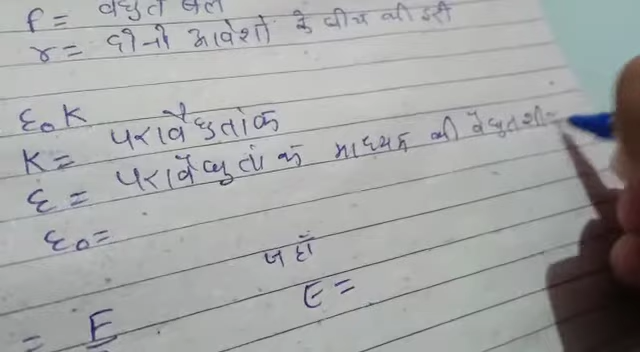 F = वैधुत बल
r = दोनो आवेशो के बीच की दूरी
ε₀K
K = परावैधुतांक
ε = परावैधुतांक माध्यम की वैधुतशी
ε₀ =
जहाँ
E =
= F